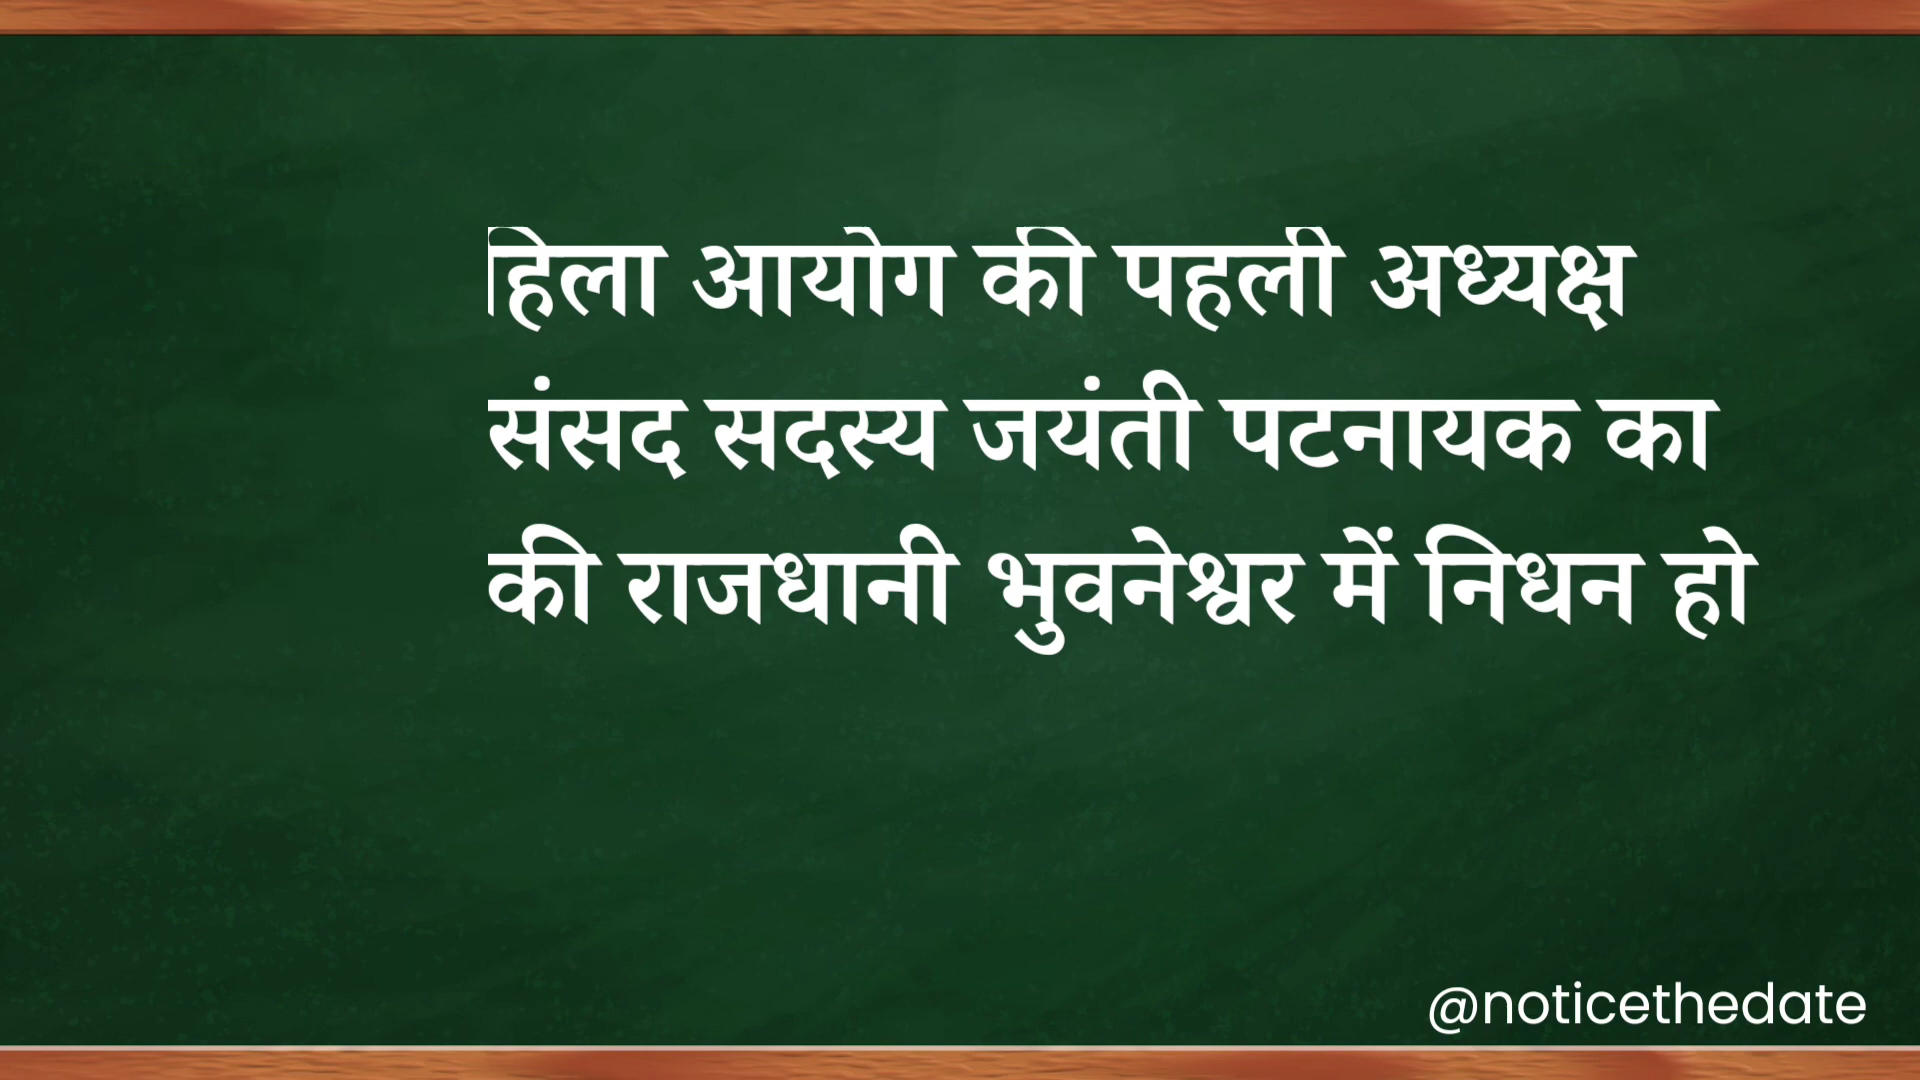 हिला आयोग की पहली अध्यक्ष
संसद सदस्य जयंती पटनायक का
की राजधानी भुवनेश्वर में निधन हो
@noticethedate